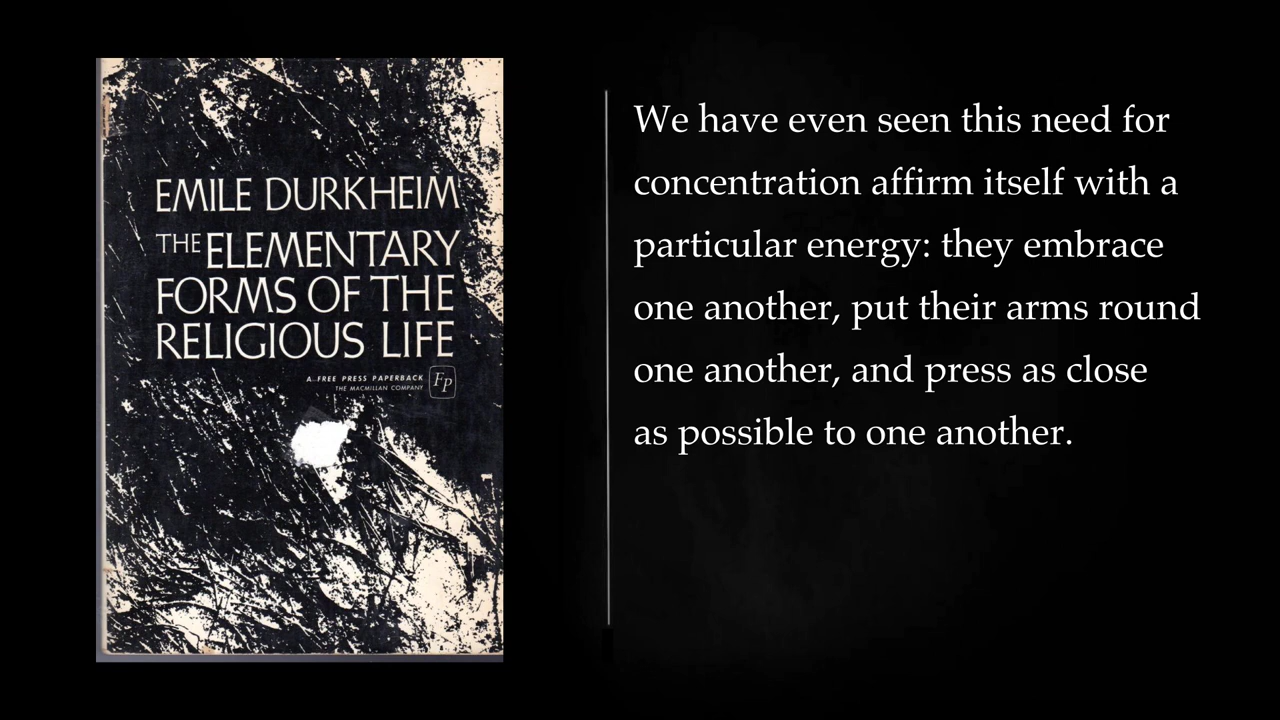 EMILE DURKHEIM
THE ELEMENTARY
FORMS OF THE
RELIGIOUS LIFE
A FREE PRESS PAPERBACK
THE MACMILLAN COMPANY
Fp
We have even seen this need for
concentration affirm itself with a
particular energy: they embrace
one another, put their arms round
one another, and press as close
as possible to one another.